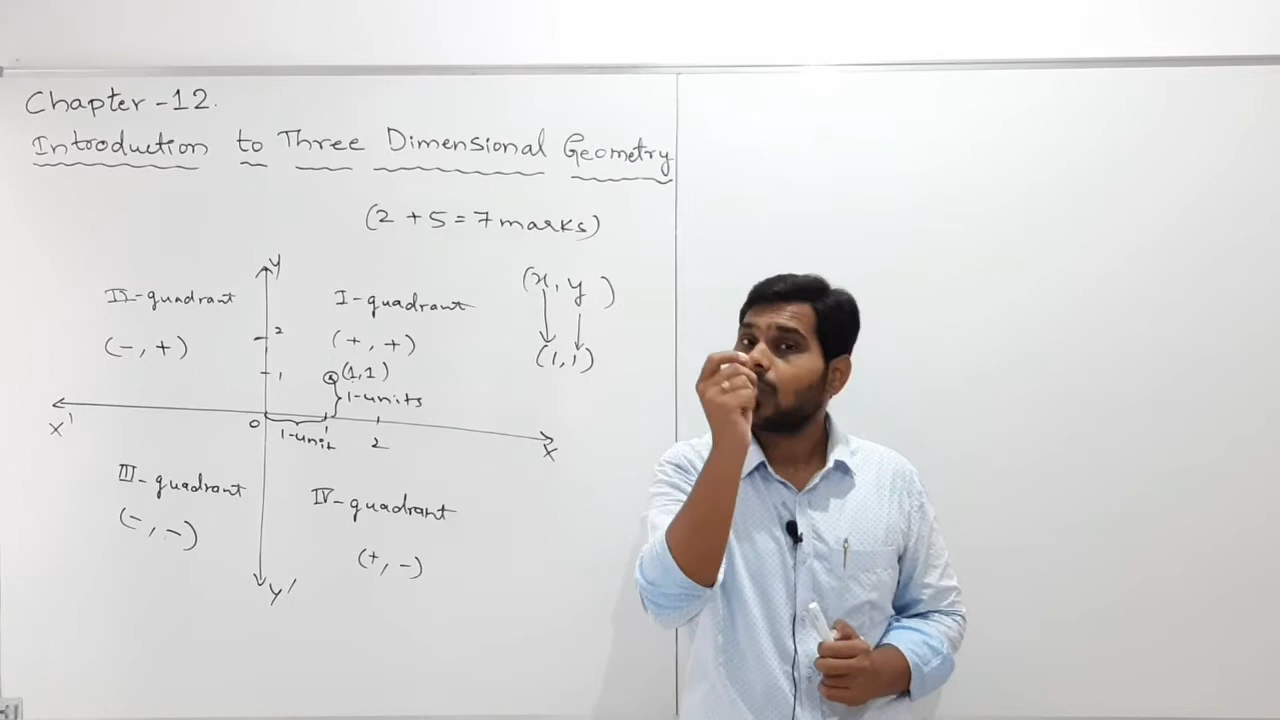 Chapter -12.
Introduction to Three Dimensional Geometry
(2 + 5 = 7 marks)
y
(x, y )
II-quadrant
I-quadrant
(-, +)
2
(+, +)
(1, 1)
1
(1,1)
1-units
X'
0
1-unit
1
2
X
III-quadrant
(-, -)
IV-quadrant
(+, -)
y'